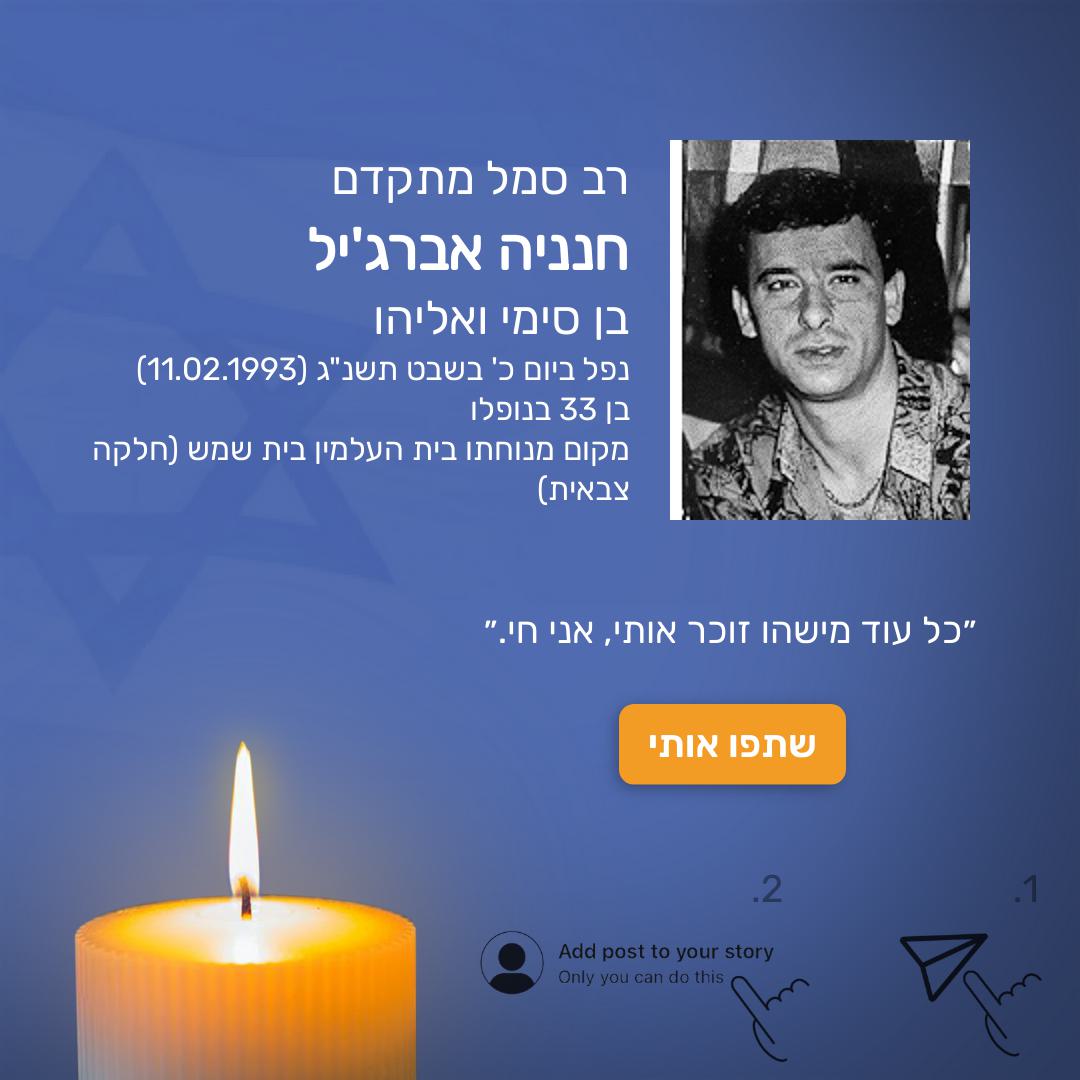 רב סמל מתקדם
חנניה אברג'יל
בן סימי ואליהו
נפל ביום כ' בשבט תשנ"ג (11.02.1993)
בן 33 בנופלו
מקום מנוחתו בית העלמין בית שמש (חלקה
צבאית)
״כל עוד מישהו זוכר אותי, אני חי.״
שתפו אותי
.1
.2
Add post to your story
Only you can do this